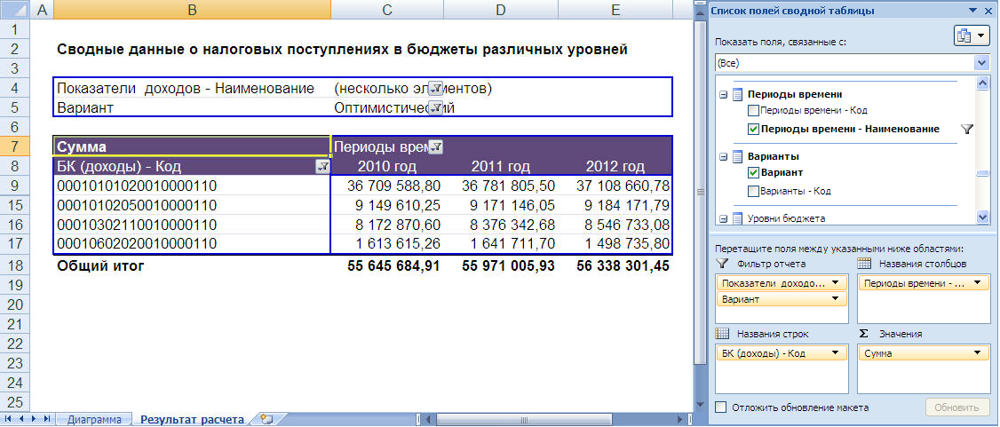 A B C D E
1
2 Сводные данные о налоговых поступлениях в бюджеты различных уровней
3
4 Показатели доходов - Наименование (несколько элементов)
5 Вариант Оптимистический
6
7 Сумма Периоды врем
8 БК (доходы) - Код 2010 год 2011 год 2012 год
9 00010101020010000110 36 709 588,80 36 781 805,50 37 108 660,78
15 00010102050010000110 9 149 610,25 9 171 146,05 9 184 171,79
16 00010302110010000110 8 172 870,60 8 376 342,68 8 546 733,08
17 00010602020010000110 1 613 615,26 1 641 711,70 1 498 735,80
18 Общий итог 55 645 684,91 55 971 005,93 56 338 301,45
19
20
21
22
23
24
25
Диаграмма Результат расчета
Список полей сводной таблицы
Показать поля, связанные с:
(Все)
Периоды времени
Периоды времени - Код
Периоды времени - Наименование
Варианты
Вариант
Варианты - Код
Уровни бюджета
Перетащите поля между указанными ниже областями:
Фильтр отчета Названия столбцов
Показатели доходо... Периоды времени - ...
Вариант
Названия строк Σ Значения
БК (доходы) - Код Сумма
Отложить обновление макета Обновить